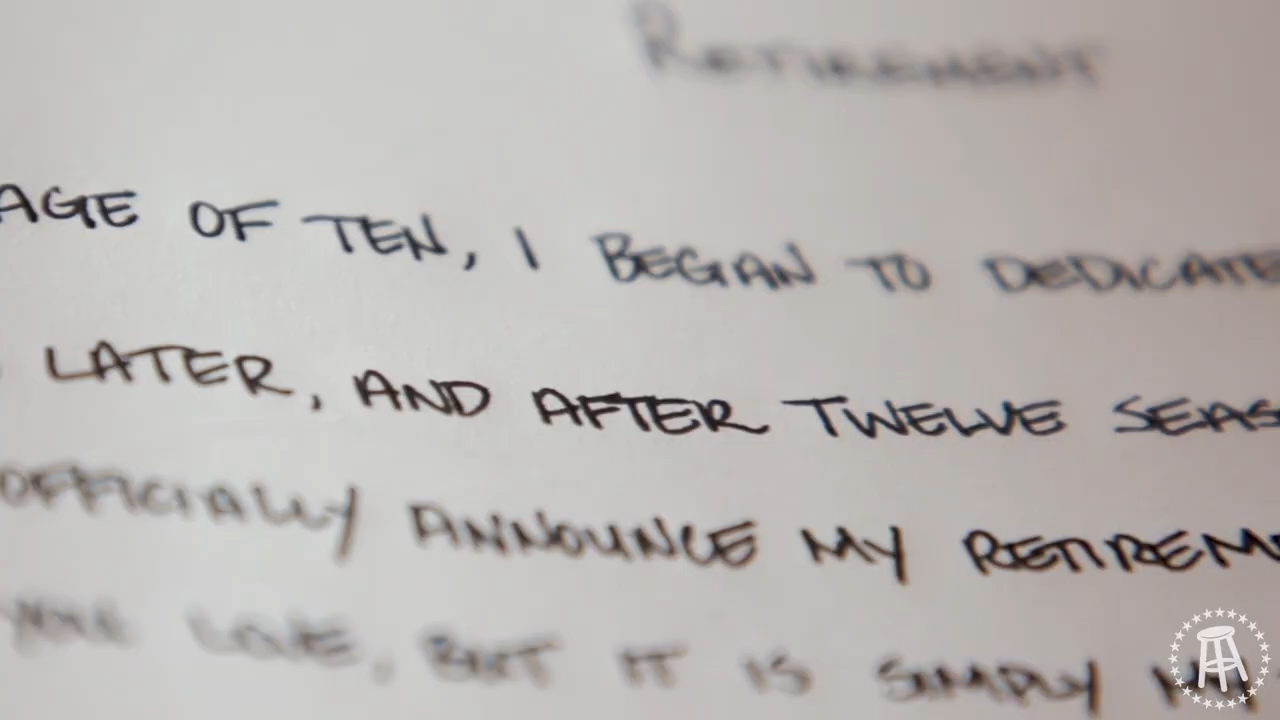 RETIREMENT
AGE OF TEN, I BEGAN TO DEDICATE
LATER, AND AFTER TWELVE SEAS
OFFICIALLY ANNOUNCE MY RETIREM
YOU LOVE, BUT IT IS SIMPLY MY